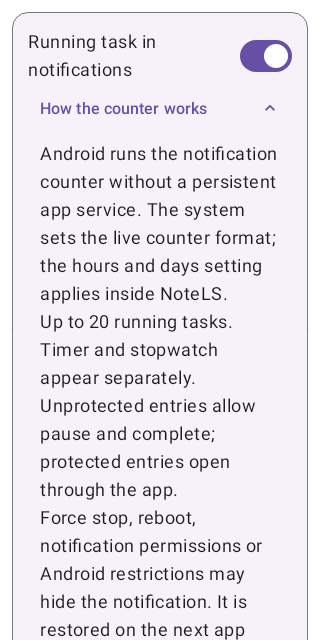 Running task in
notifications
How the counter works
Android runs the notification
counter without a persistent
app service. The system
sets the live counter format;
the hours and days setting
applies inside NoteLS.
Up to 20 running tasks.
Timer and stopwatch
appear separately.
Unprotected entries allow
pause and complete;
protected entries open
through the app.
Force stop, reboot,
notification permissions or
Android restrictions may
hide the notification. It is
restored on the next app